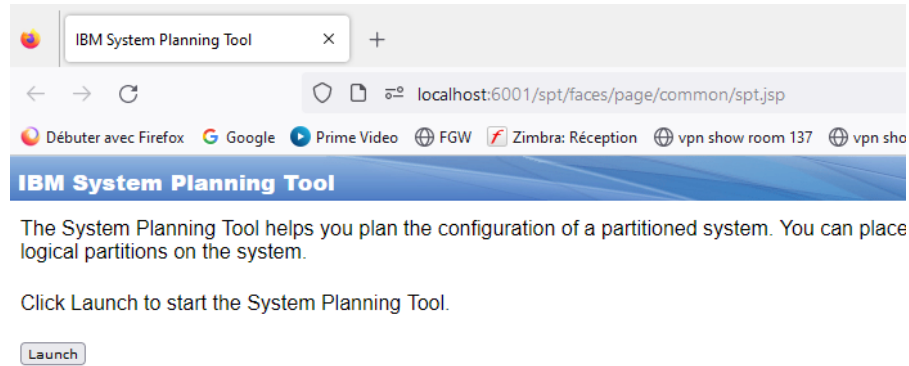 IBM System Planning Tool
localhost:6001/spt/faces/page/common/spt.jsp
Débuter avec Firefox Google Prime Video FGW Zimbra: Réception vpn show room 137 vpn sho
IBM System Planning Tool
The System Planning Tool helps you plan the configuration of a partitioned system. You can place
logical partitions on the system.
Click Launch to start the System Planning Tool.
Launch